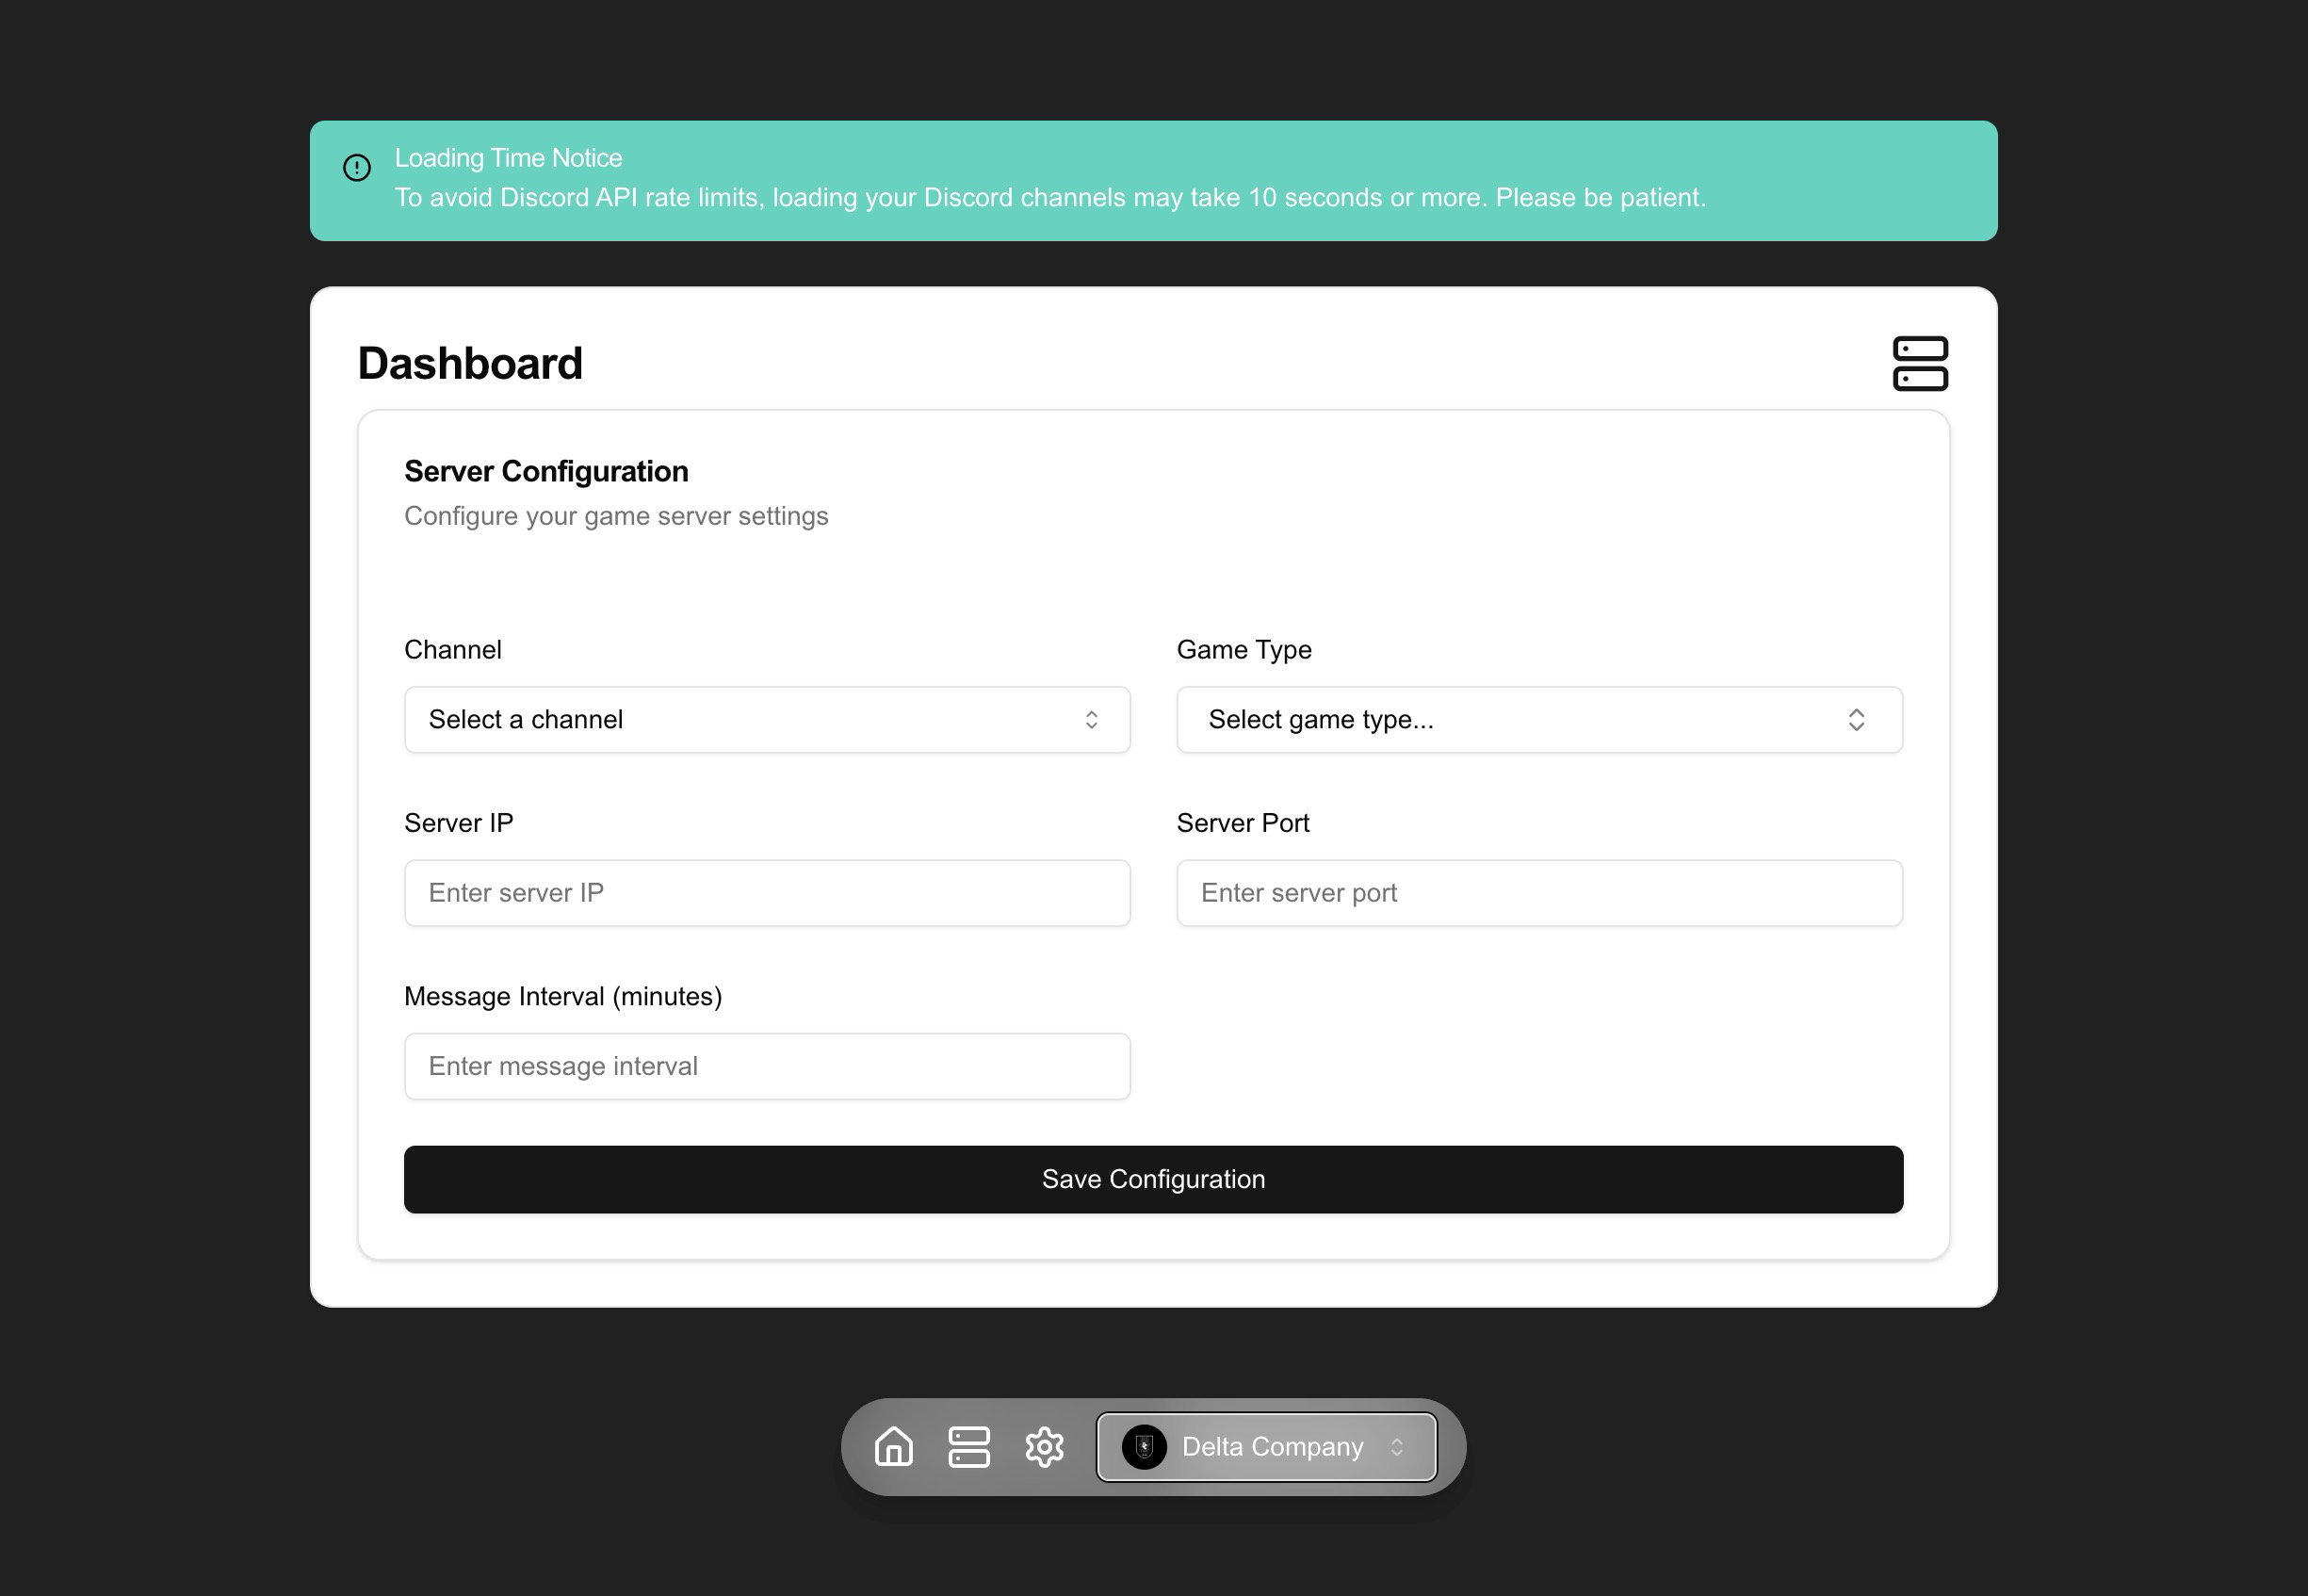 Loading Time Notice
To avoid Discord API rate limits, loading your Discord channels may take 10 seconds or more. Please be patient.
Dashboard
Server Configuration
Configure your game server settings
Channel
Game Type
Select a channel
Select game type...
Server IP
Server Port
Enter server IP
Enter server port
Message Interval (minutes)
Enter message interval
Save Configuration
Delta Company